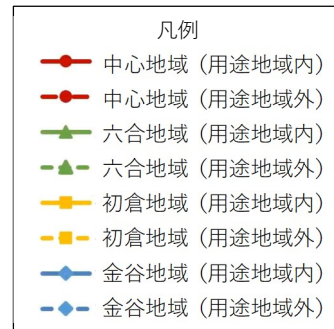 凡例
中心地域（用途地域内）
中心地域（用途地域外）
六合地域（用途地域内）
六合地域（用途地域外）
初倉地域（用途地域内）
初倉地域（用途地域外）
金谷地域（用途地域内）
金谷地域（用途地域外）